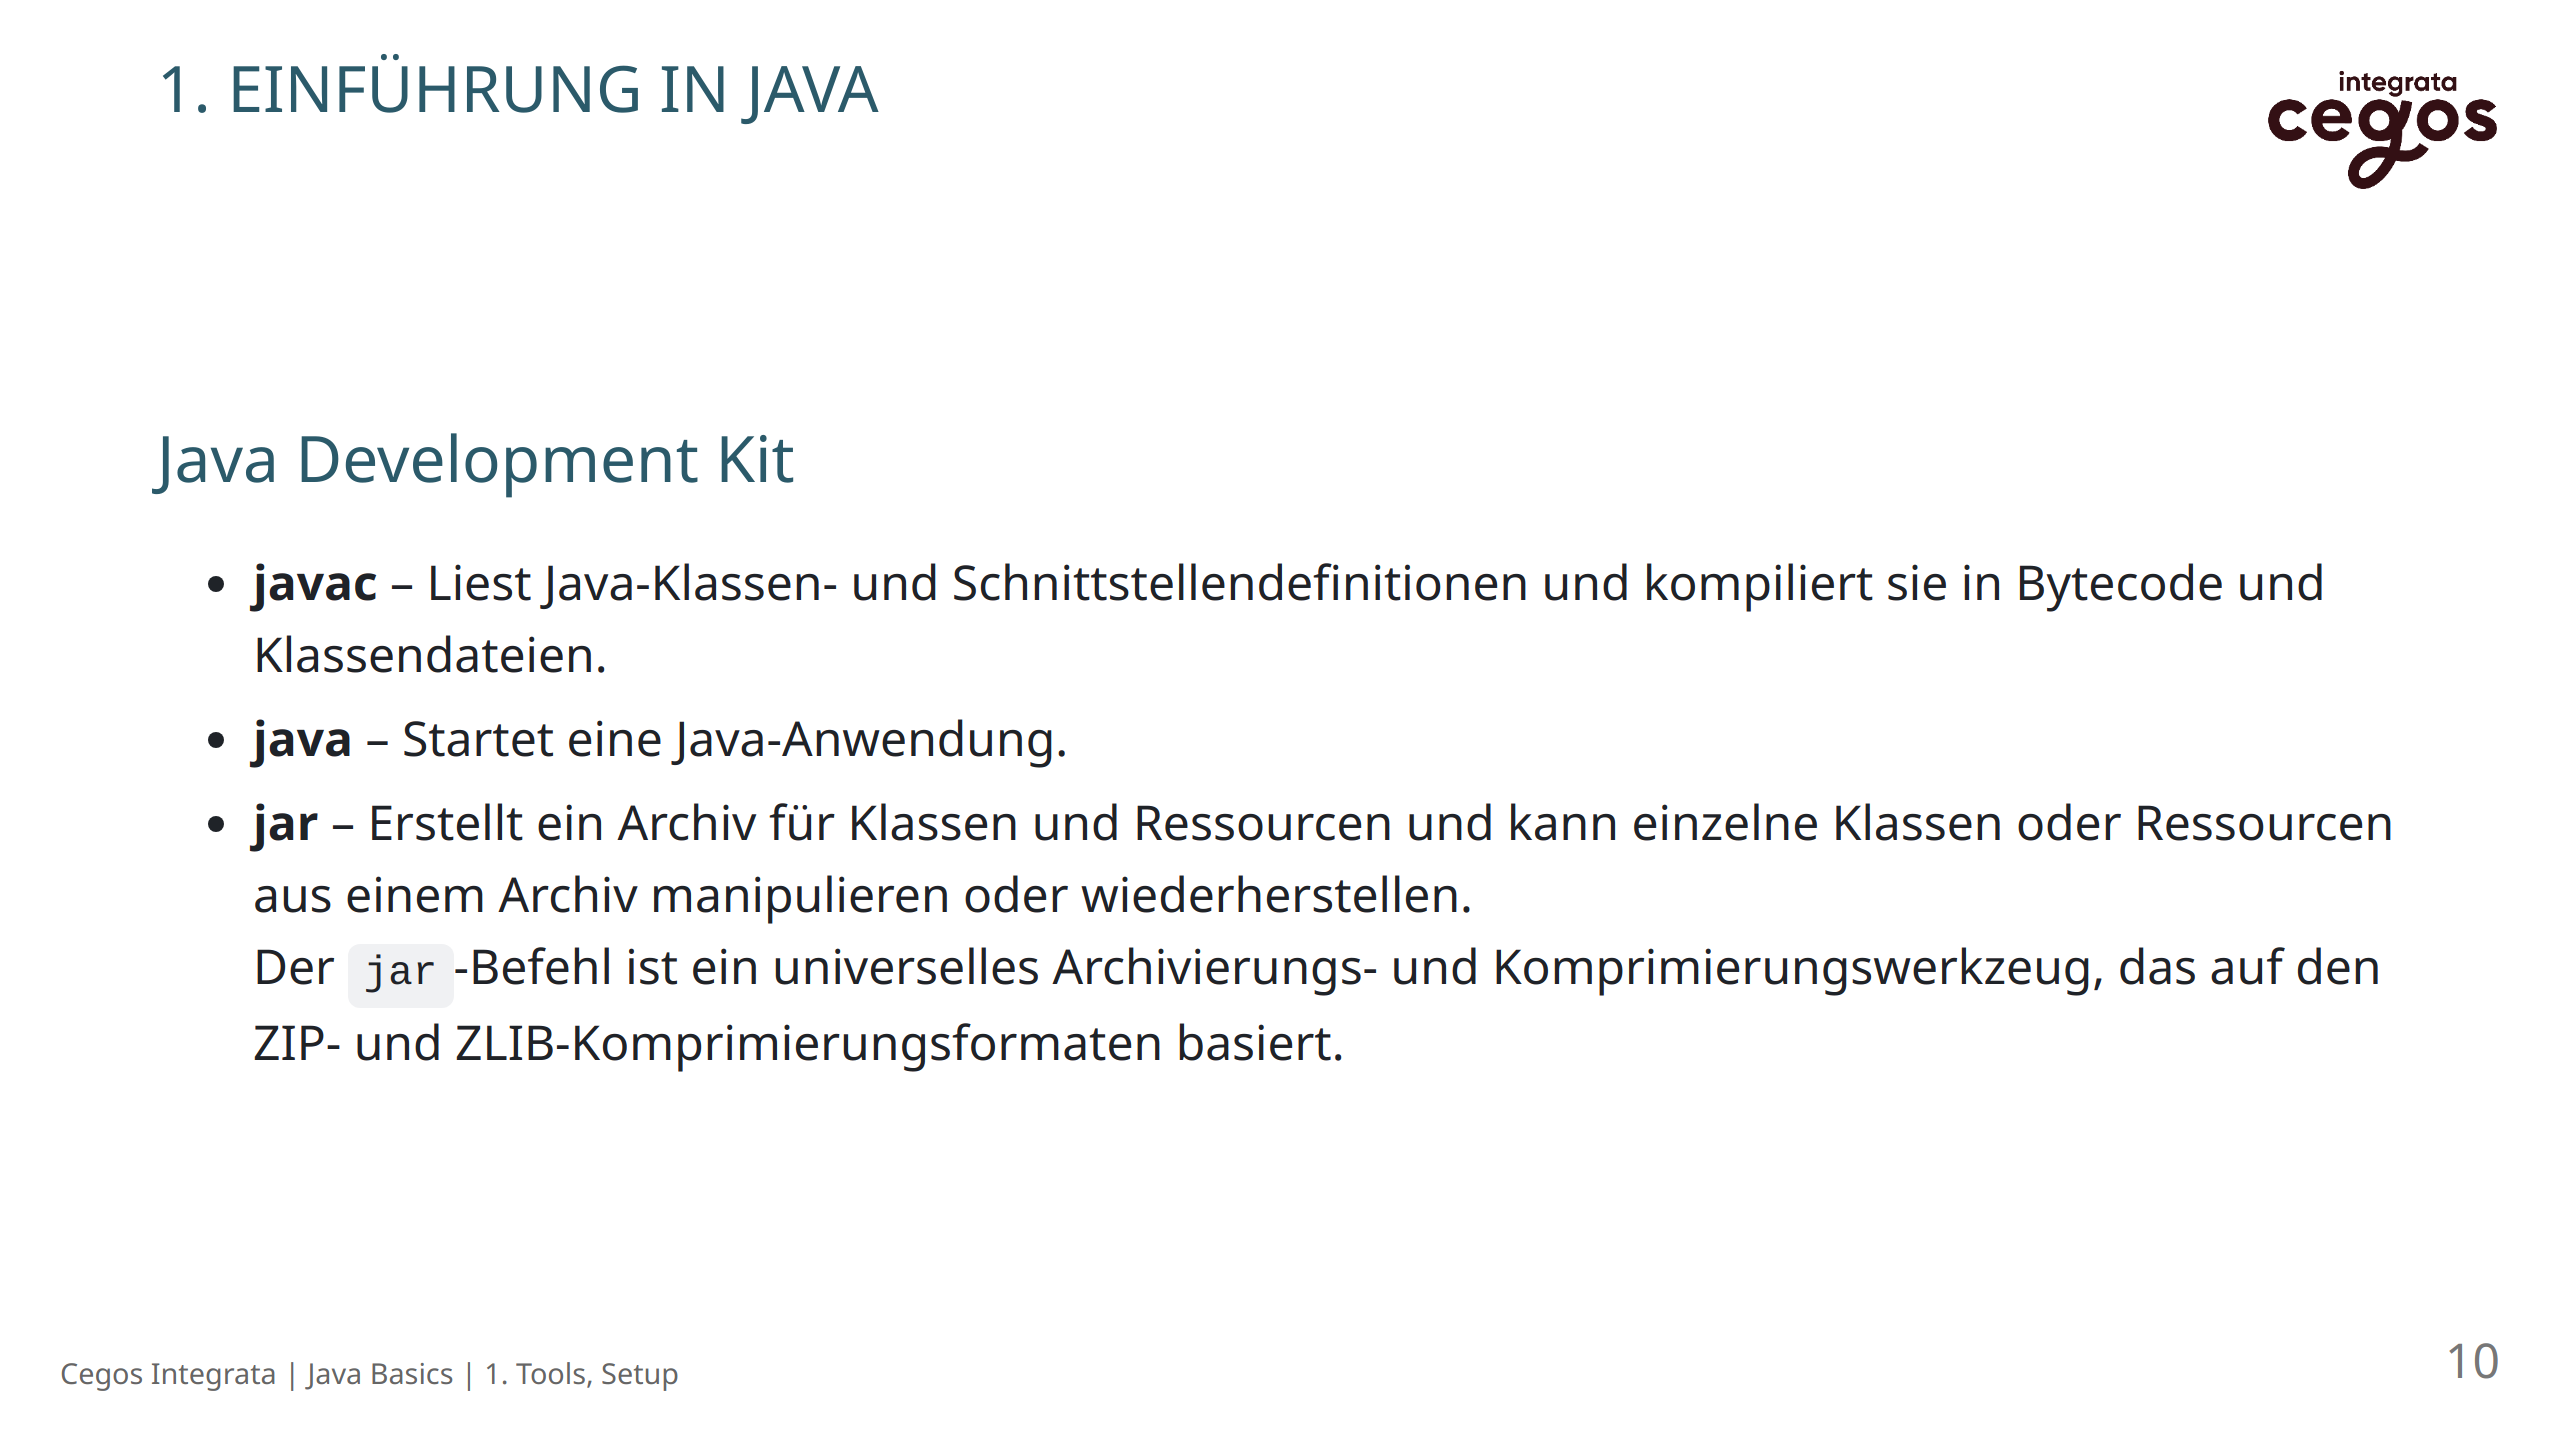 1. EINFÜHRUNG IN JAVA
integrata
cegos
Java Development Kit
• javac – Liest Java-Klassen- und Schnittstellendefinitionen und kompiliert sie in Bytecode und
Klassendateien.
• java – Startet eine Java-Anwendung.
• jar – Erstellt ein Archiv für Klassen und Ressourcen und kann einzelne Klassen oder Ressourcen
aus einem Archiv manipulieren oder wiederherstellen.
Der jar -Befehl ist ein universelles Archivierungs- und Komprimierungswerkzeug, das auf den
ZIP- und ZLIB-Komprimierungsformaten basiert.
Cegos Integrata | Java Basics | 1. Tools, Setup
10